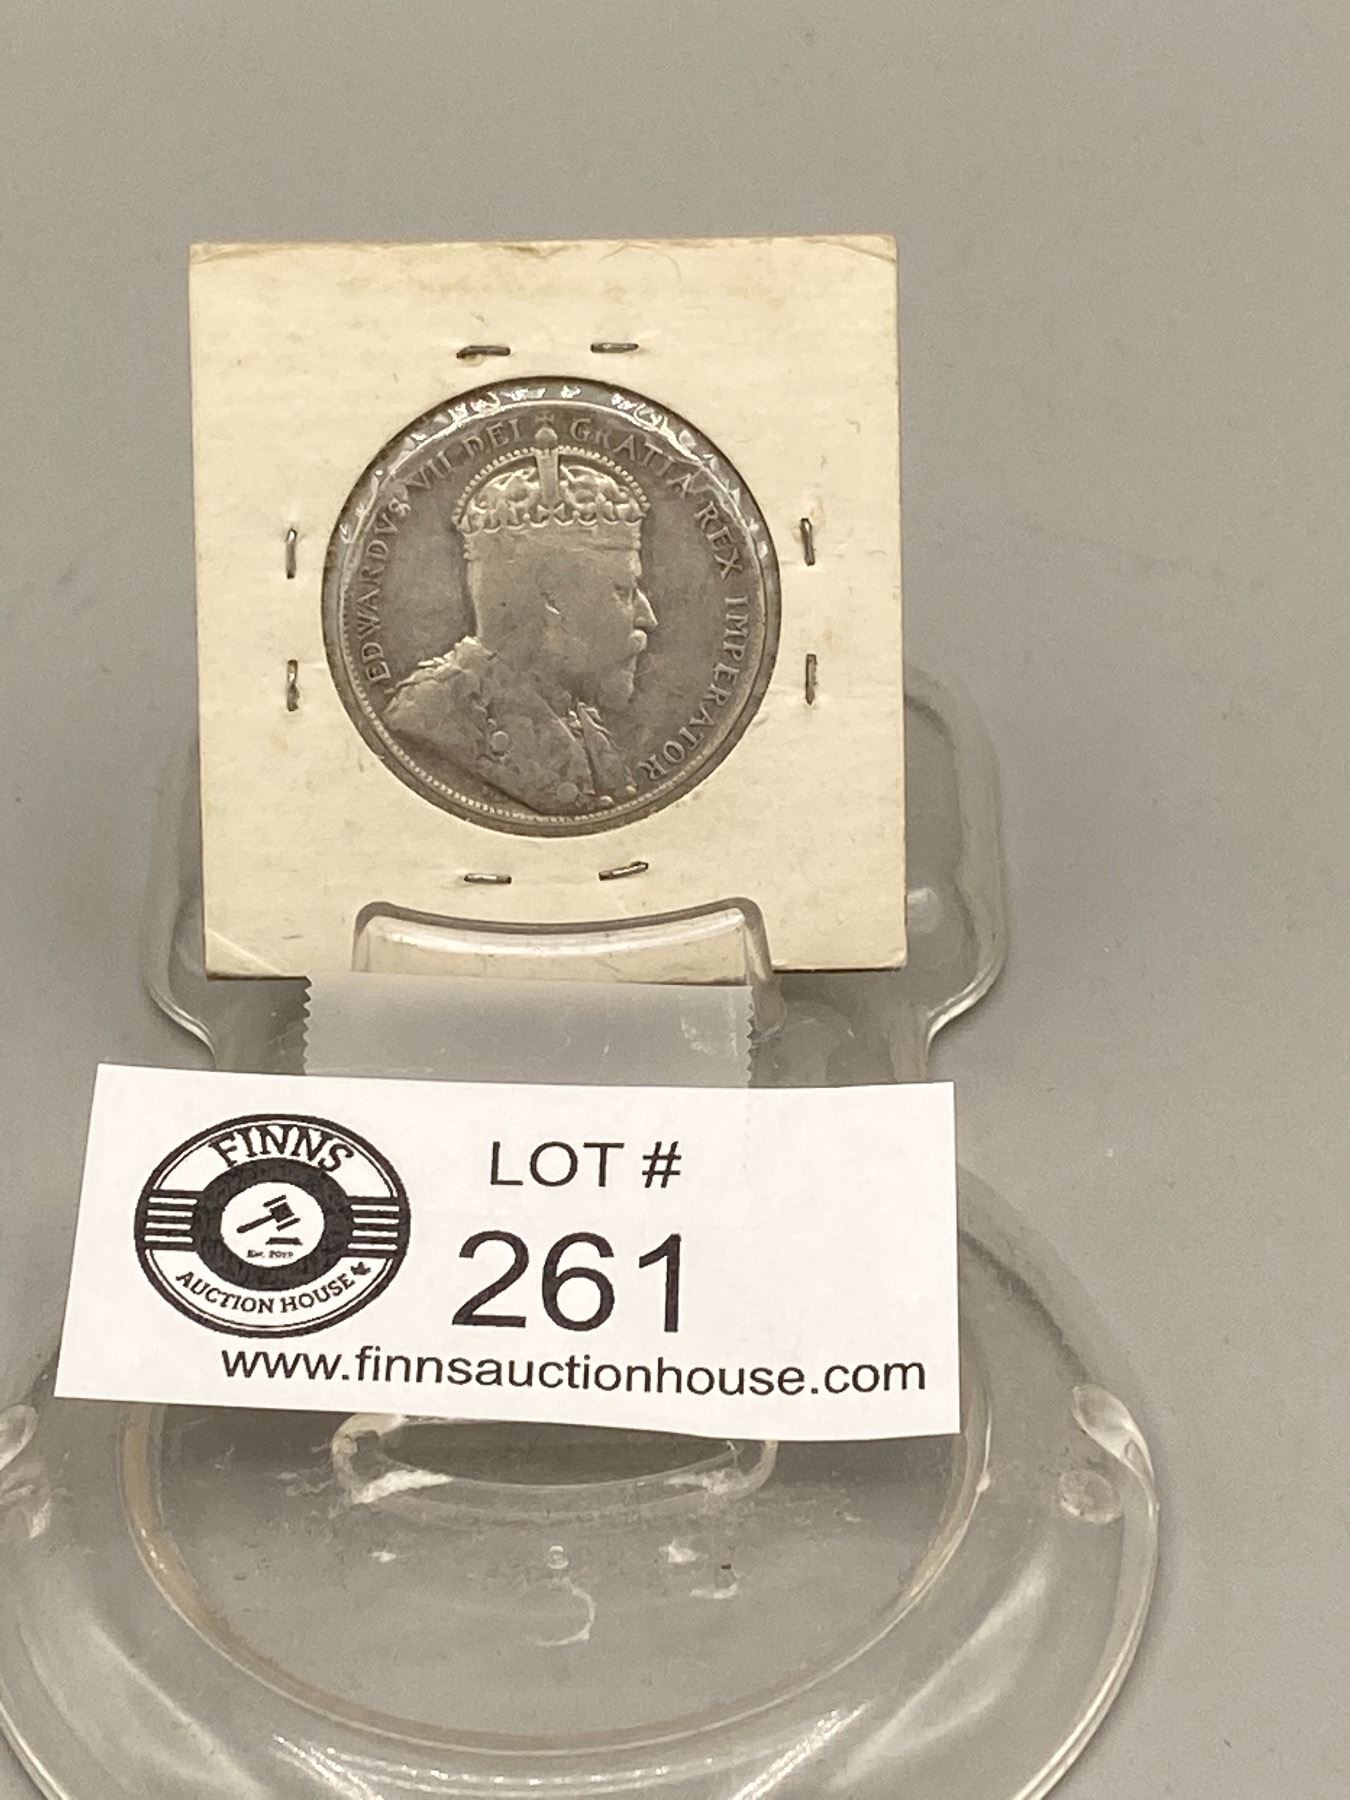 EDWARDVS VII DEI GRATIA REX IMPERATOR
FINNS
Est. 2019
AUCTION HOUSE
LOT #
261
www.finnsauctionhouse.com